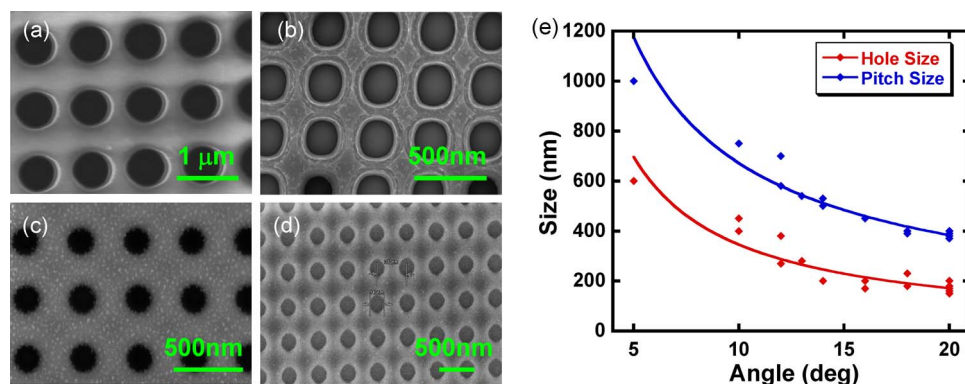 (a)
1 μm
(b)
500nm
(c)
500nm
(d)
500nm
(e)
1200
1000
800
600
400
200
0
Size (nm)
Hole Size
Pitch Size
5
10
15
20
Angle (deg)